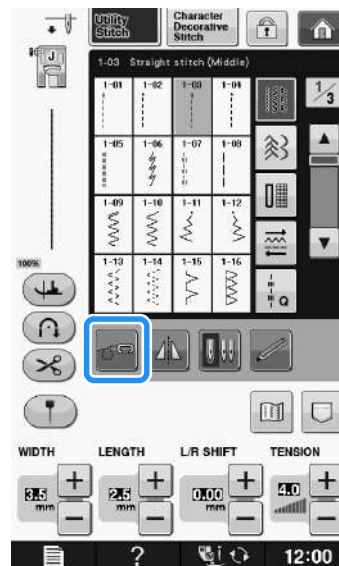 Utility
Stitch
Character
Decorative
Stitch
J
1-03 Straight stitch (Middle)
1-01 1-02 1-03 1-04
1/3
1-05 1-06 1-07 1-08
1-09 1-10 1-11 1-12
1-13 1-14 1-15 1-16
Q
100%
WIDTH LENGTH L/R SHIFT TENSION
3.5 mm + − 2.5 mm + − 0.00 mm + − 4.0 + −
? 12:00